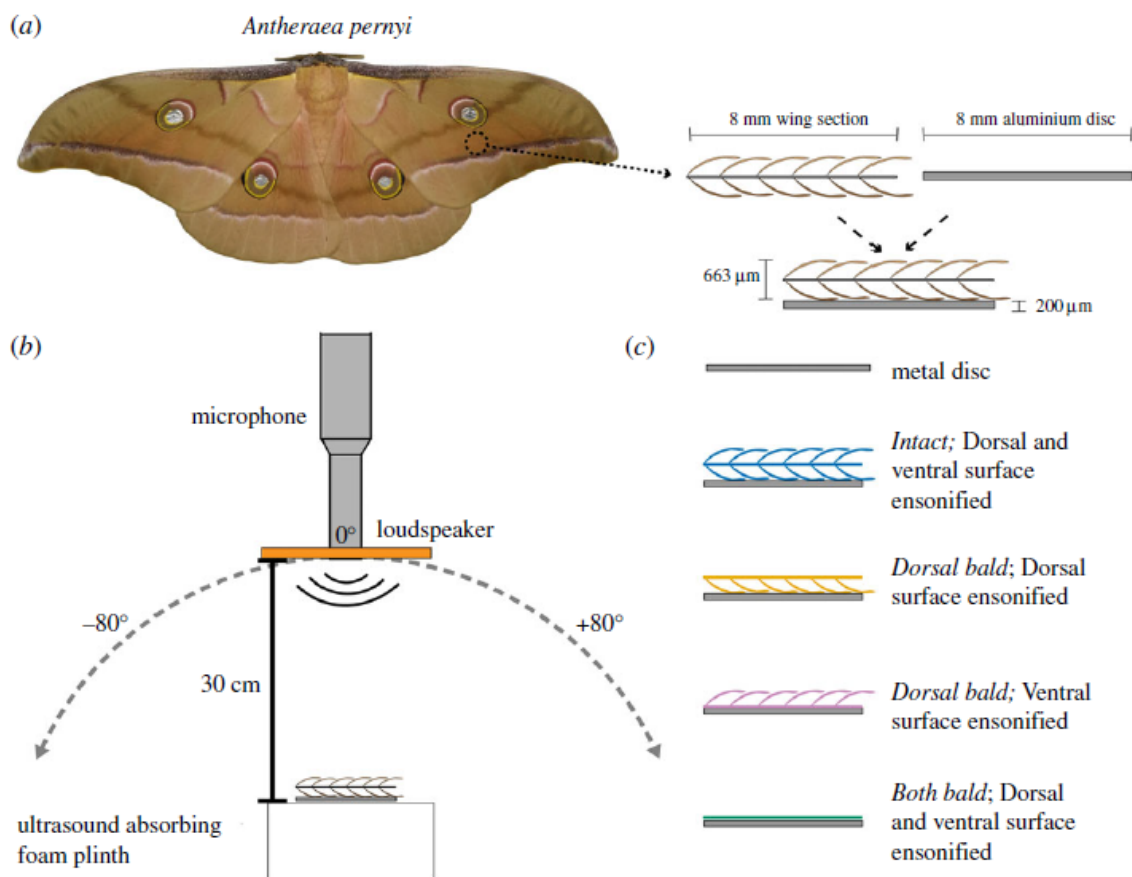 (a)
Antheraea pernyi
8 mm wing section
8 mm aluminium disc
663 µm
200 µm
(b)
microphone
0°
loudspeaker
–80°
+80°
30 cm
ultrasound absorbing
foam plinth
(c)
metal disc
Intact; Dorsal and
ventral surface
ensonified
Dorsal bald; Dorsal
surface ensonified
Dorsal bald; Ventral
surface ensonified
Both bald; Dorsal
and ventral surface
ensonified